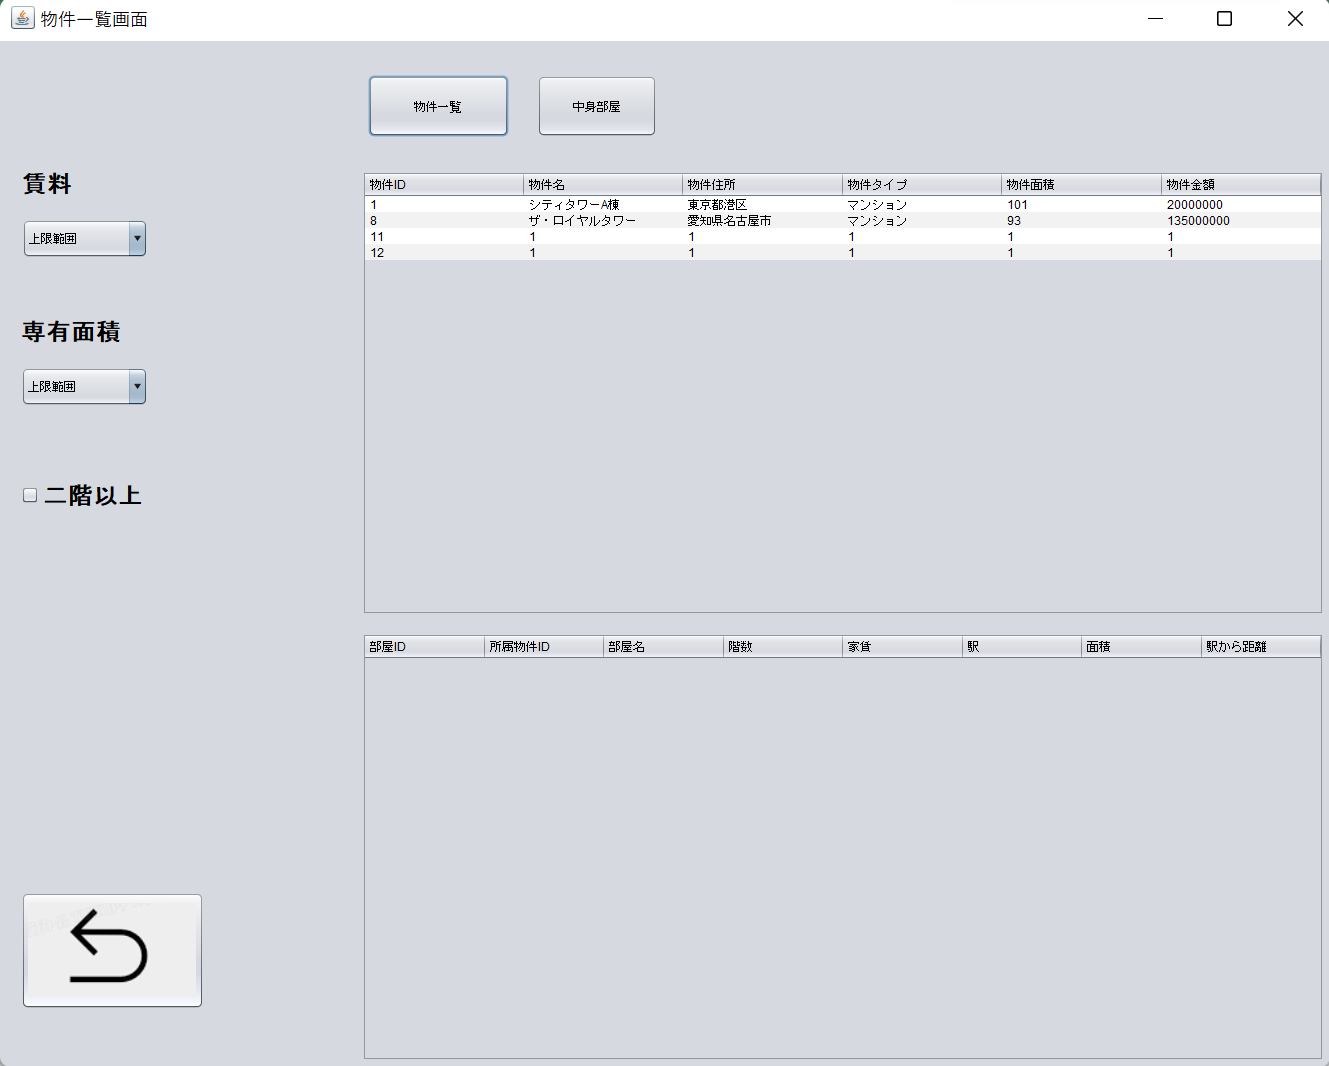 物件一覧画面
物件一覧
中身部屋
賃料
上限範囲
専有面積
上限範囲
二階以上
物件ID 物件名 物件住所 物件タイプ 物件面積 物件金額
1 シティタワーA棟 東京都港区 マンション 101 20000000
8 ザ・ロイヤルタワー 愛知県名古屋市 マンション 93 135000000
11 1 1 1 1 1
12 1 1 1 1 1
部屋ID 所属物件ID 部屋名 階数 家賃 駅 面積 駅から距離